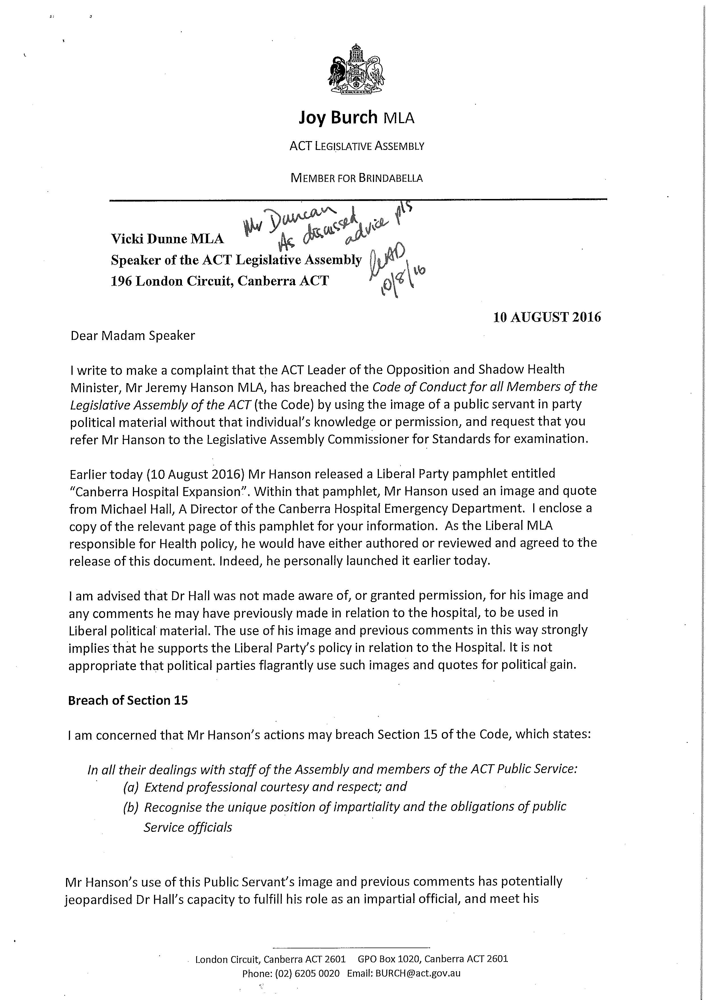 Joy Burch MLA
ACT LEGISLATIVE ASSEMBLY
MEMBER FOR BRINDABELLA
Mr Duncan
As discussed
advice pls
10/8/16
Vicki Dunne MLA
Speaker of the ACT Legislative Assembly
196 London Circuit, Canberra ACT
10 AUGUST 2016
Dear Madam Speaker
I write to make a complaint that the ACT Leader of the Opposition and Shadow Health
Minister, Mr Jeremy Hanson MLA, has breached the Code of Conduct for all Members of the
Legislative Assembly of the ACT (the Code) by using the image of a public servant in party
political material without that individual's knowledge or permission, and request that you
refer Mr Hanson to the Legislative Assembly Commissioner for Standards for examination.
Earlier today (10 August 2016) Mr Hanson released a Liberal Party pamphlet entitled
"Canberra Hospital Expansion". Within that pamphlet, Mr Hanson used an image and quote
from Michael Hall, A Director of the Canberra Hospital Emergency Department. I enclose a
copy of the relevant page of this pamphlet for your information. As the Liberal MLA
responsible for Health policy, he would have either authored or reviewed and agreed to the
release of this document. Indeed, he personally launched it earlier today.
I am advised that Dr Hall was not made aware of, or granted permission, for his image and
any comments he may have previously made in relation to the hospital, to be used in
Liberal political material. The use of his image and previous comments in this way strongly
implies that he supports the Liberal Party's policy in relation to the Hospital. It is not
appropriate that political parties flagrantly use such images and quotes for political gain.
Breach of Section 15
I am concerned that Mr Hanson's actions may breach Section 15 of the Code, which states:
In all their dealings with staff of the Assembly and members of the ACT Public Service:
(a) Extend professional courtesy and respect; and
(b) Recognise the unique position of impartiality and the obligations of public
Service officials
Mr Hanson's use of this Public Servant's image and previous comments has potentially
jeopardised Dr Hall's capacity to fulfill his role as an impartial official, and meet his
London Circuit, Canberra ACT 2601 GPO Box 1020, Canberra ACT 2601
Phone: (02) 6205 0020 Email: BURCH@act.gov.au